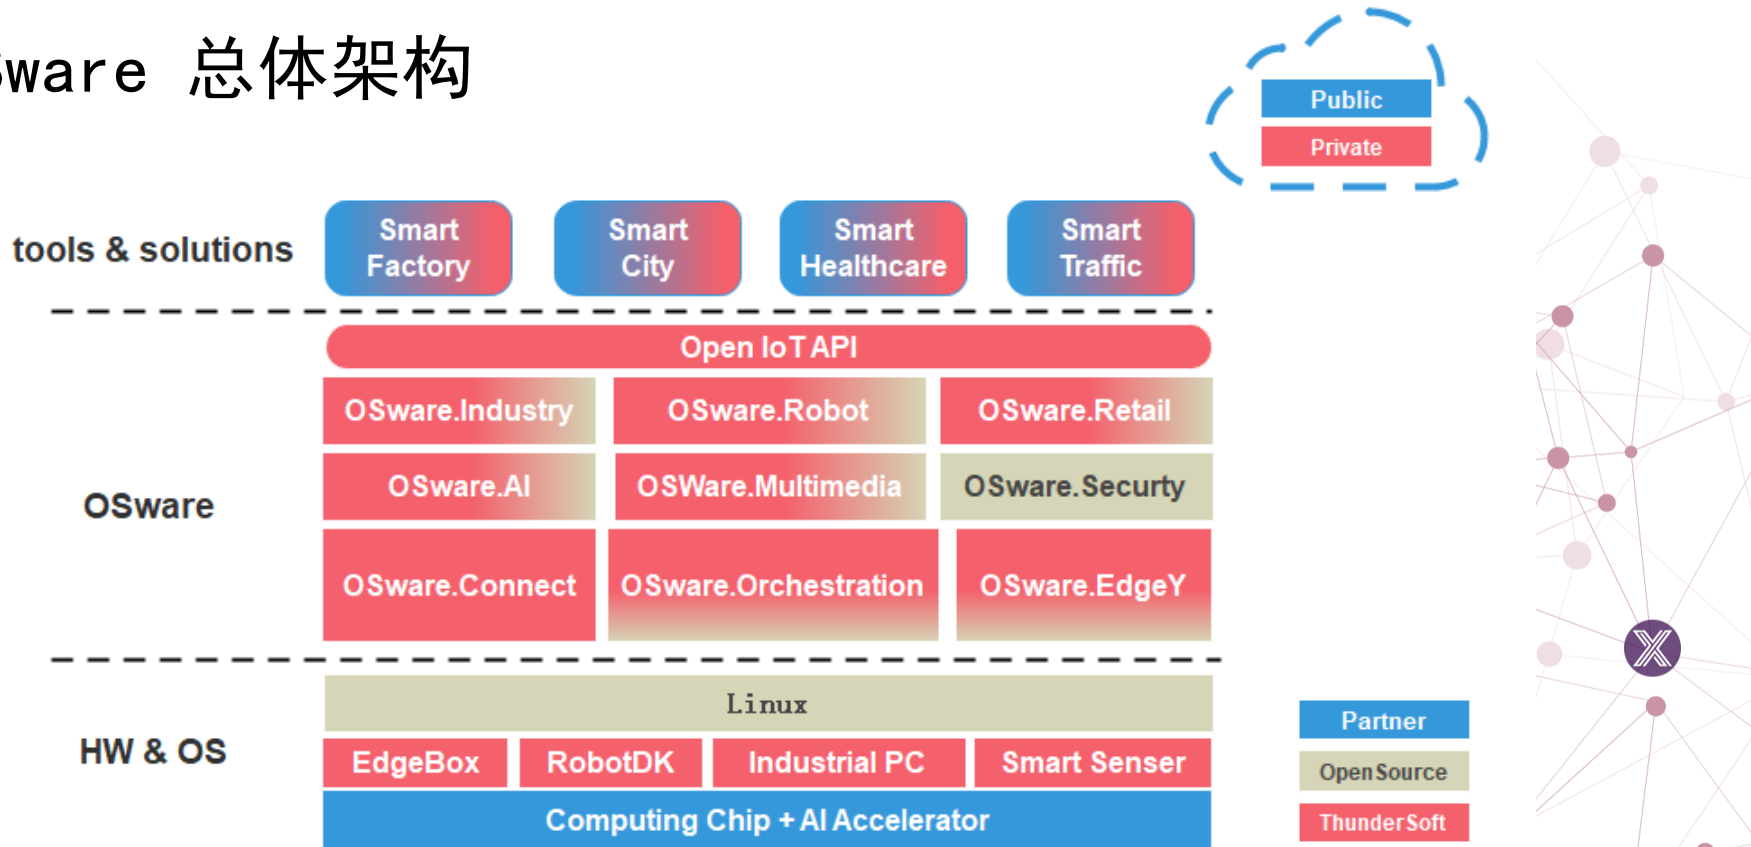 Sware 总体架构
Public
Private
tools & solutions
Smart
Factory
Smart
City
Smart
Healthcare
Smart
Traffic
Open IoT API
OSware.Industry
OSware.Robot
OSware.Retail
OSware
OSware.AI
OSWare.Multimedia
OSware.Securty
OSware.Connect
OSware.Orchestration
OSware.EdgeY
HW & OS
Linux
EdgeBox
RobotDK
Industrial PC
Smart Senser
Computing Chip + AI Accelerator
Partner
OpenSource
ThunderSoft